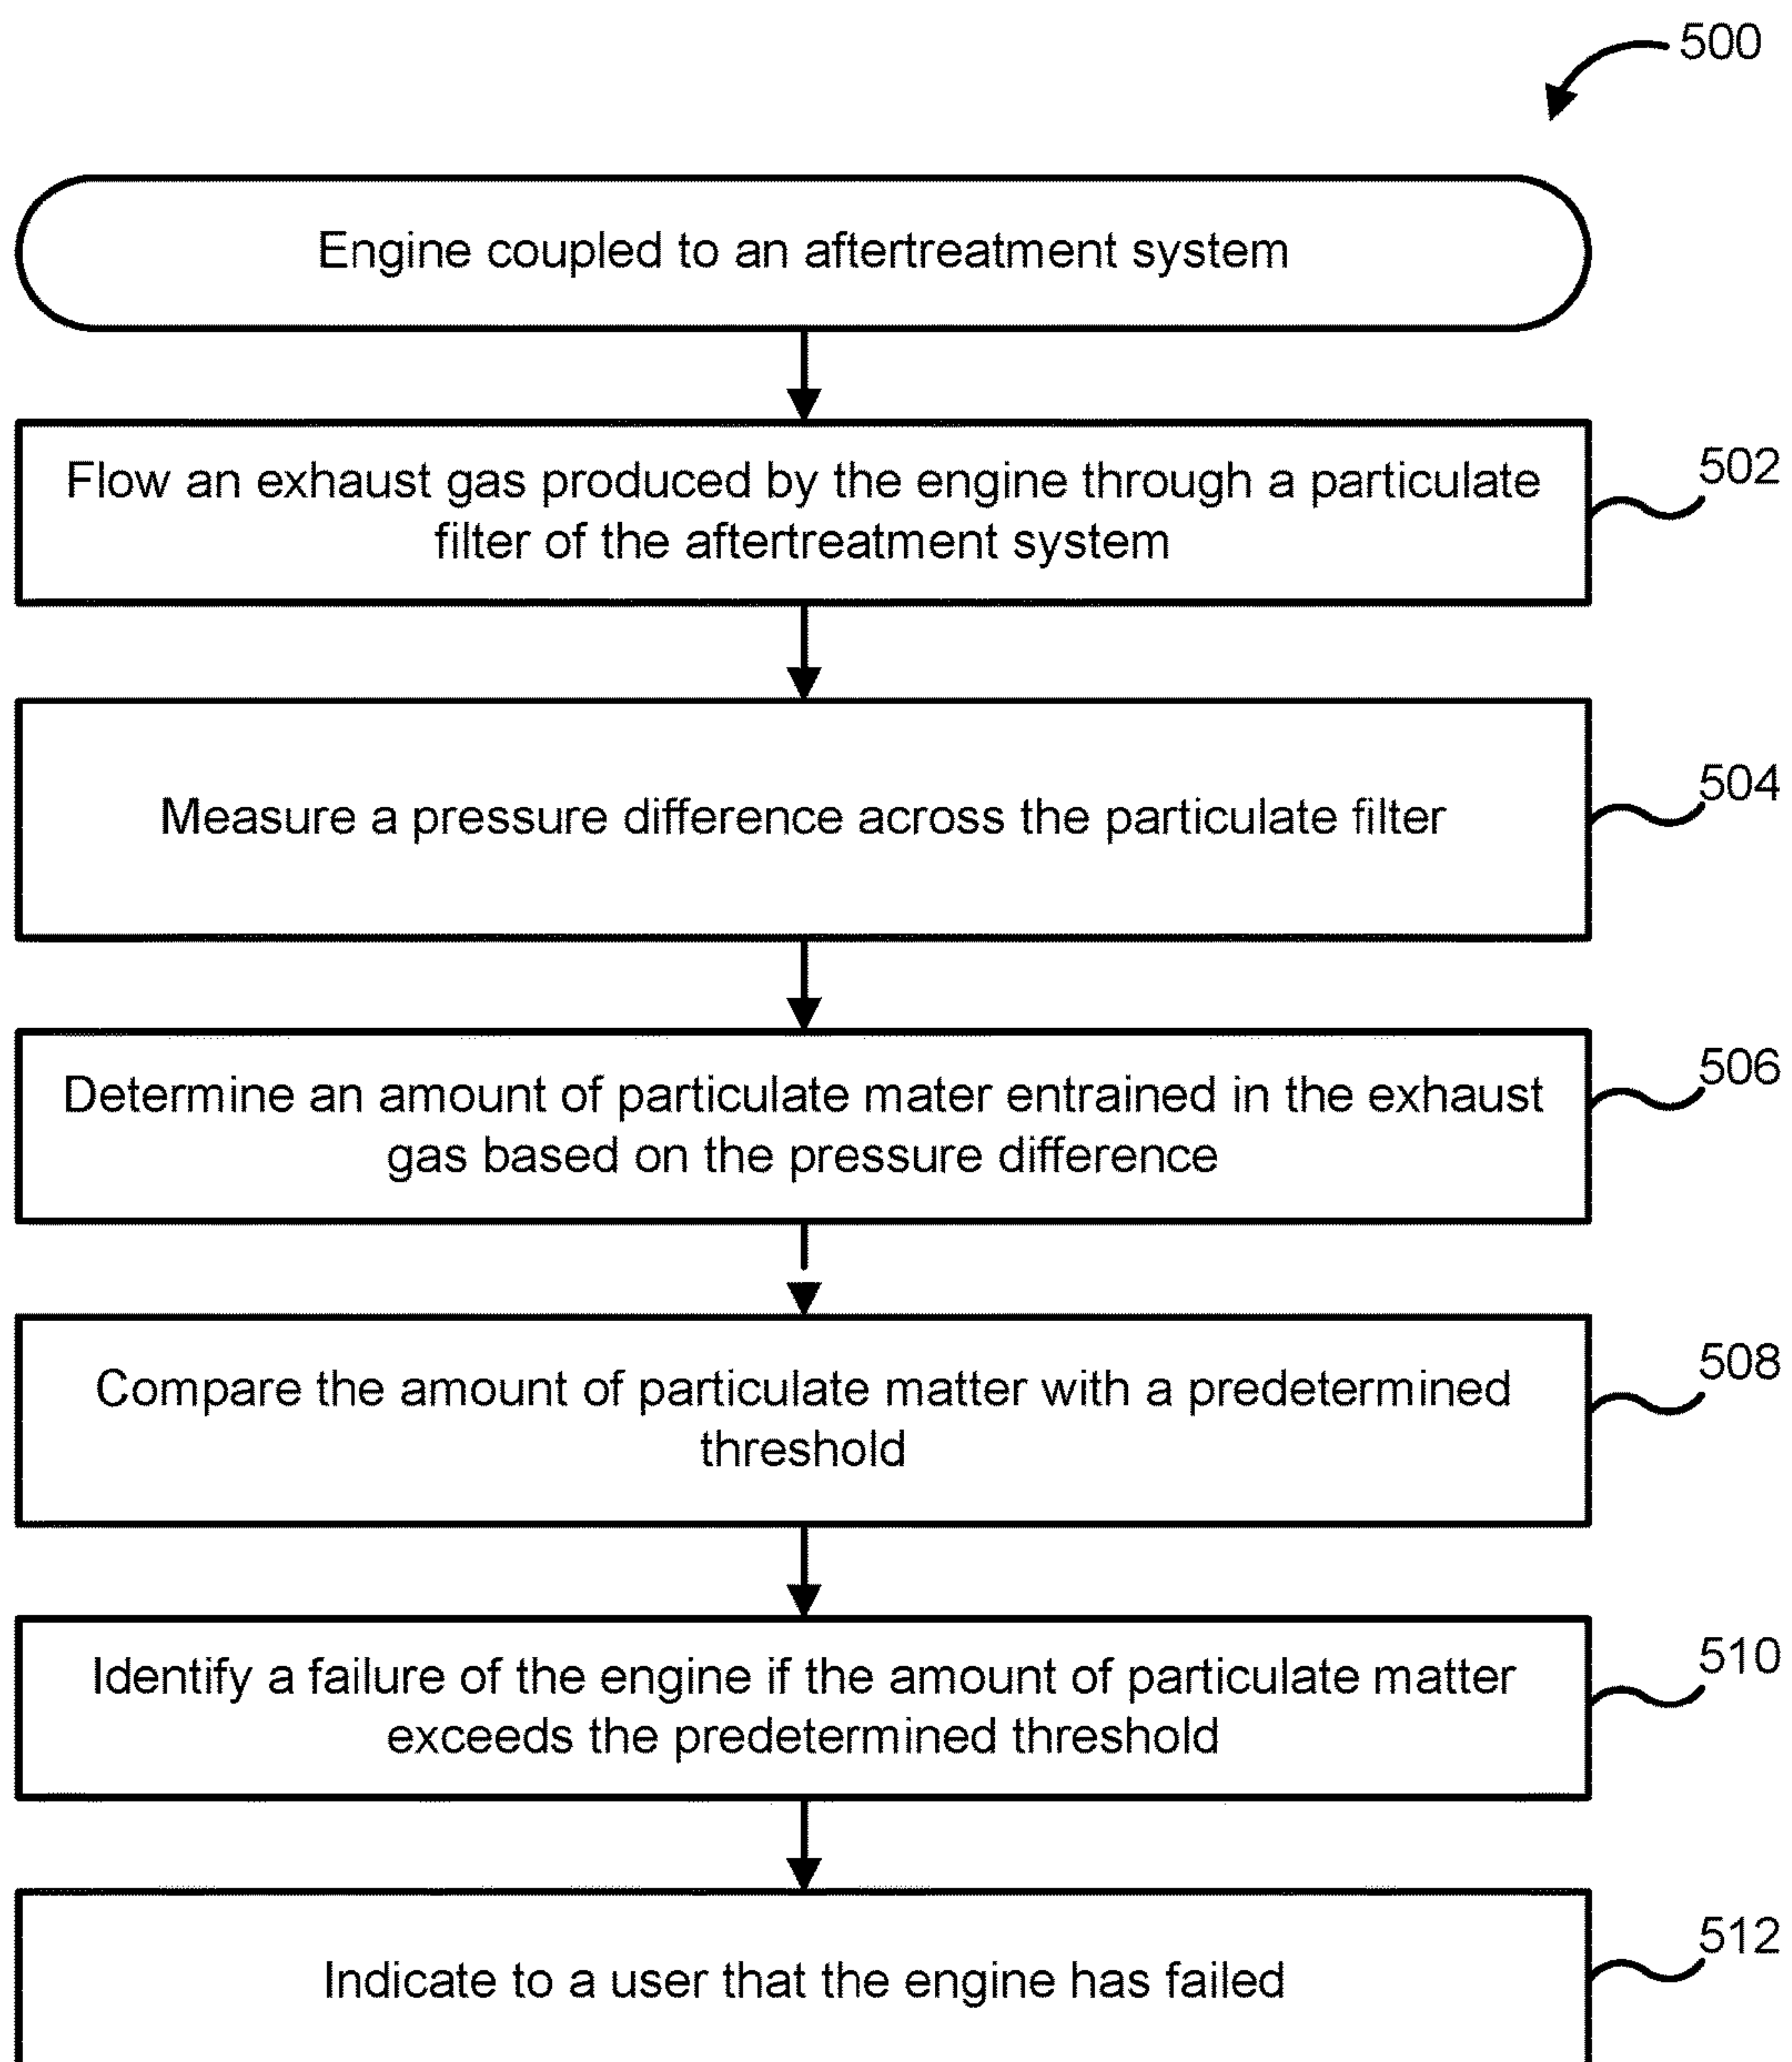 500
Engine coupled to an aftertreatment system
Flow an exhaust gas produced by the engine through a particulate
filter of the aftertreatment system
502
Measure a pressure difference across the particulate filter
504
Determine an amount of particulate mater entrained in the exhaust
gas based on the pressure difference
506
Compare the amount of particulate matter with a predetermined
threshold
508
Identify a failure of the engine if the amount of particulate matter
exceeds the predetermined threshold
510
Indicate to a user that the engine has failed
512